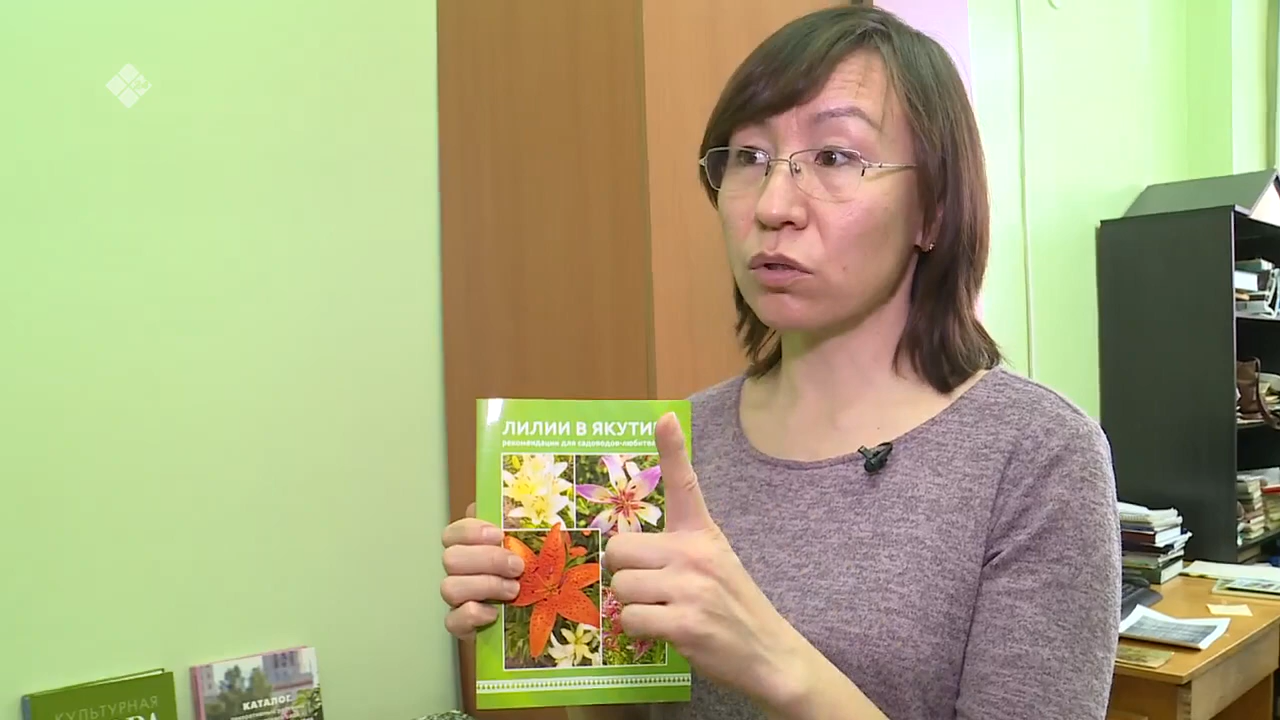 ЛИЛИИ В ЯКУТИ
рекомендации для садоводов-любите
КУЛЬТУРНАЯ
КАТАЛОГ